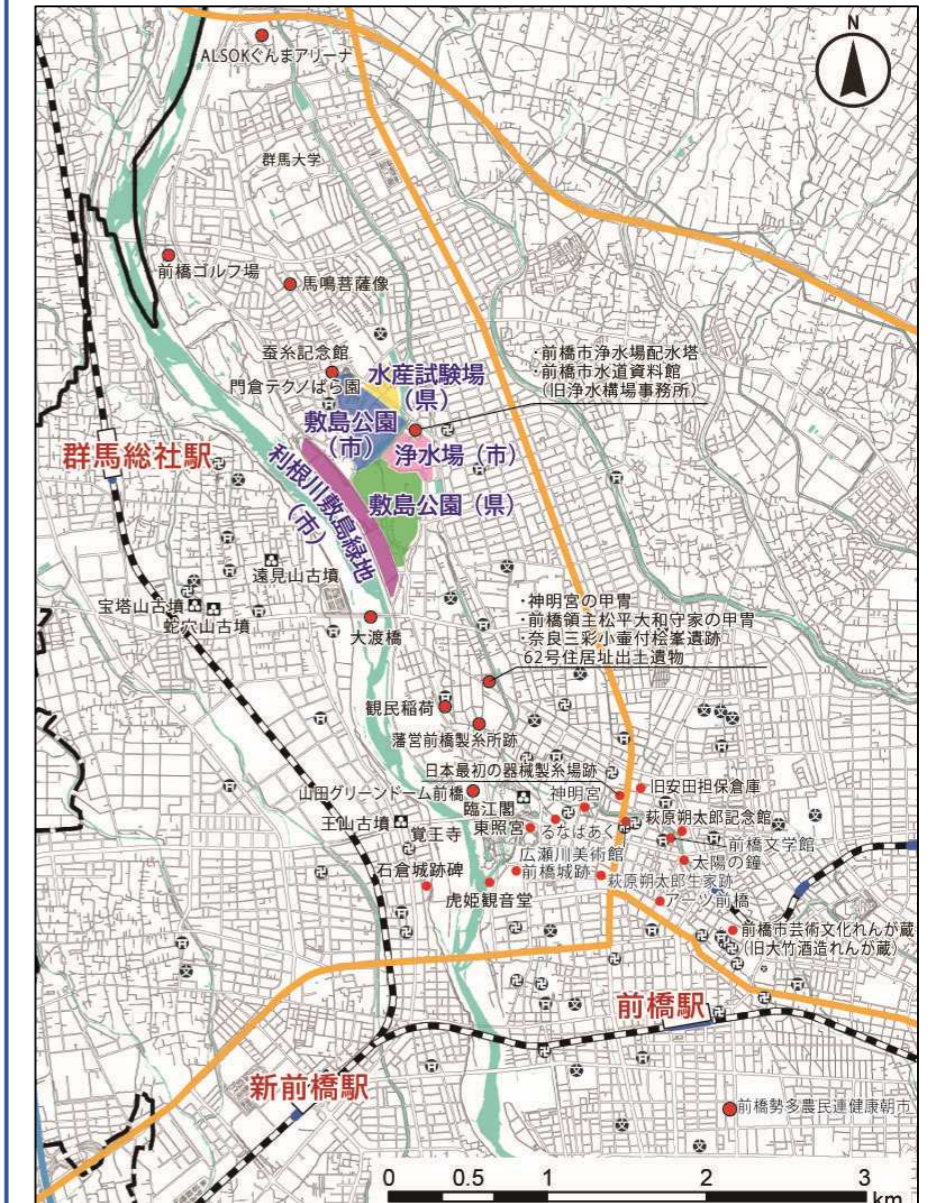 N
ALSOKぐんまアリーナ
群馬大学
前橋ゴルフ場
馬鳴菩薩像
・前橋市浄水場配水塔
・前橋市水道資料館
(旧浄水構場事務所)
蚕糸記念館
門倉テクノばら園
水産試験場
(県)
敷島公園
(市)
浄水場(市)
群馬総社駅
利根川敷島緑地
(市)
敷島公園(県)
遠見山古墳
宝塔山古墳
蛇穴山古墳
大渡橋
・神明宮の甲冑
・前橋領主松平大和守家の甲冑
・奈良三彩小壷付桧峯遺跡
62号住居址出土遺物
観民稲荷
藩営前橋製糸所跡
日本最初の器械製糸場跡
山田グリーンドーム前橋
臨江閣
神明宮
旧安田担保倉庫
王山古墳
東照宮
るなぱあく
萩原朔太郎記念館
覚王寺
前橋文学館
広瀬川美術館
太陽の鐘
石倉城跡碑
前橋城跡
萩原朔太郎生家跡
虎姫観音堂
アーツ前橋
前橋市芸術文化れんが蔵
(旧大竹酒造れんが蔵)
前橋駅
新前橋駅
前橋勢多農民連健康朝市
0 0.5 1 2 3
km